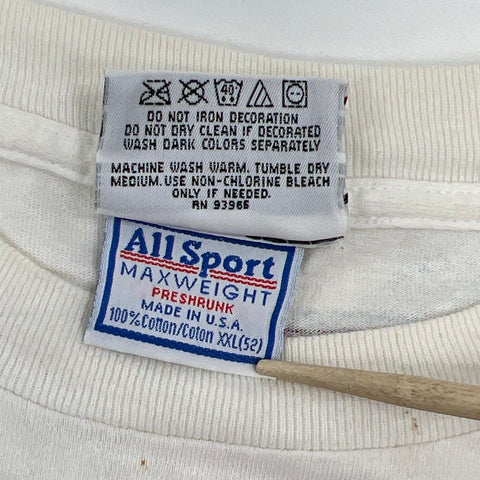 40°
DO NOT IRON DECORATION
DO NOT DRY CLEAN IF DECORATED
WASH DARK COLORS SEPARATELY
MACHINE WASH WARM. TUMBLE DRY
MEDIUM. USE NON-CHLORINE BLEACH
ONLY IF NEEDED.
RN 93966
All Sport
MAXWEIGHT
PRESHRUNK
MADE IN U.S.A.
100% Cotton/Coton XXL(52)